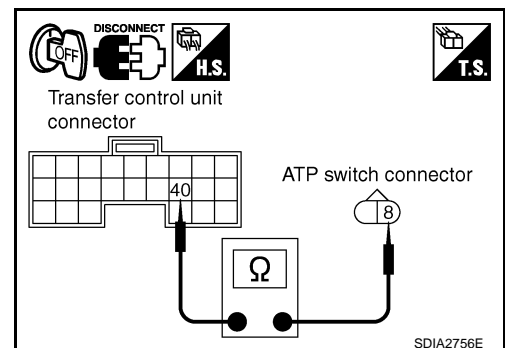 DISCONNECT
OFF
H.S.
T.S.
Transfer control unit
connector
ATP switch connector
40
8
Ω
SDIA2756E